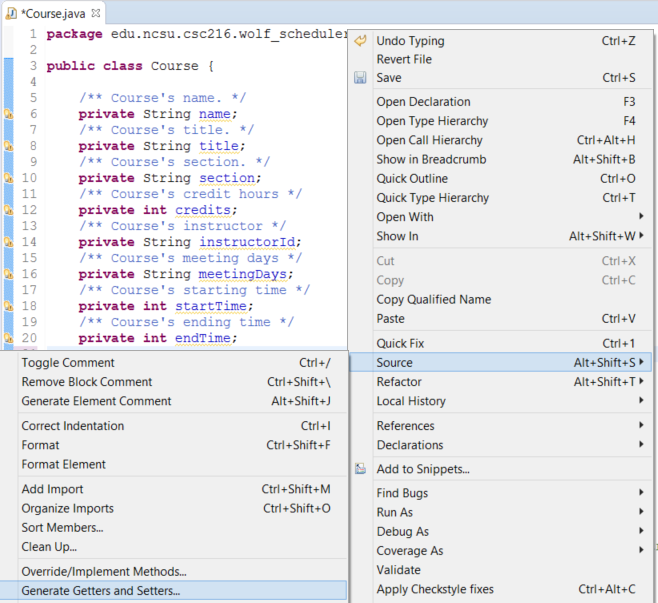 *Course.java
1 package edu.ncsu.csc216.wolf_scheduler
2
3 public class Course {
4
5 /** Course's name. */
6 private String name;
7 /** Course's title. */
8 private String title;
9 /** Course's section. */
10 private String section;
11 /** Course's credit hours */
12 private int credits;
13 /** Course's instructor */
14 private String instructorId;
15 /** Course's meeting days */
16 private String meetingDays;
17 /** Course's starting time */
18 private int startTime;
19 /** Course's ending time */
20 private int endTime;
Undo Typing Ctrl+Z
Revert File
Save Ctrl+S
Open Declaration F3
Open Type Hierarchy F4
Open Call Hierarchy Ctrl+Alt+H
Show in Breadcrumb Alt+Shift+B
Quick Outline Ctrl+O
Quick Type Hierarchy Ctrl+T
Open With
Show In Alt+Shift+W
Cut Ctrl+X
Copy Ctrl+C
Copy Qualified Name
Paste Ctrl+V
Quick Fix Ctrl+1
Source Alt+Shift+S
Refactor Alt+Shift+T
Local History
References
Declarations
Add to Snippets...
Find Bugs
Run As
Debug As
Coverage As
Validate
Apply Checkstyle fixes Ctrl+Alt+C
Toggle Comment Ctrl+/
Remove Block Comment Ctrl+Shift+\
Generate Element Comment Alt+Shift+J
Correct Indentation Ctrl+I
Format Ctrl+Shift+F
Format Element
Add Import Ctrl+Shift+M
Organize Imports Ctrl+Shift+O
Sort Members...
Clean Up...
Override/Implement Methods...
Generate Getters and Setters...